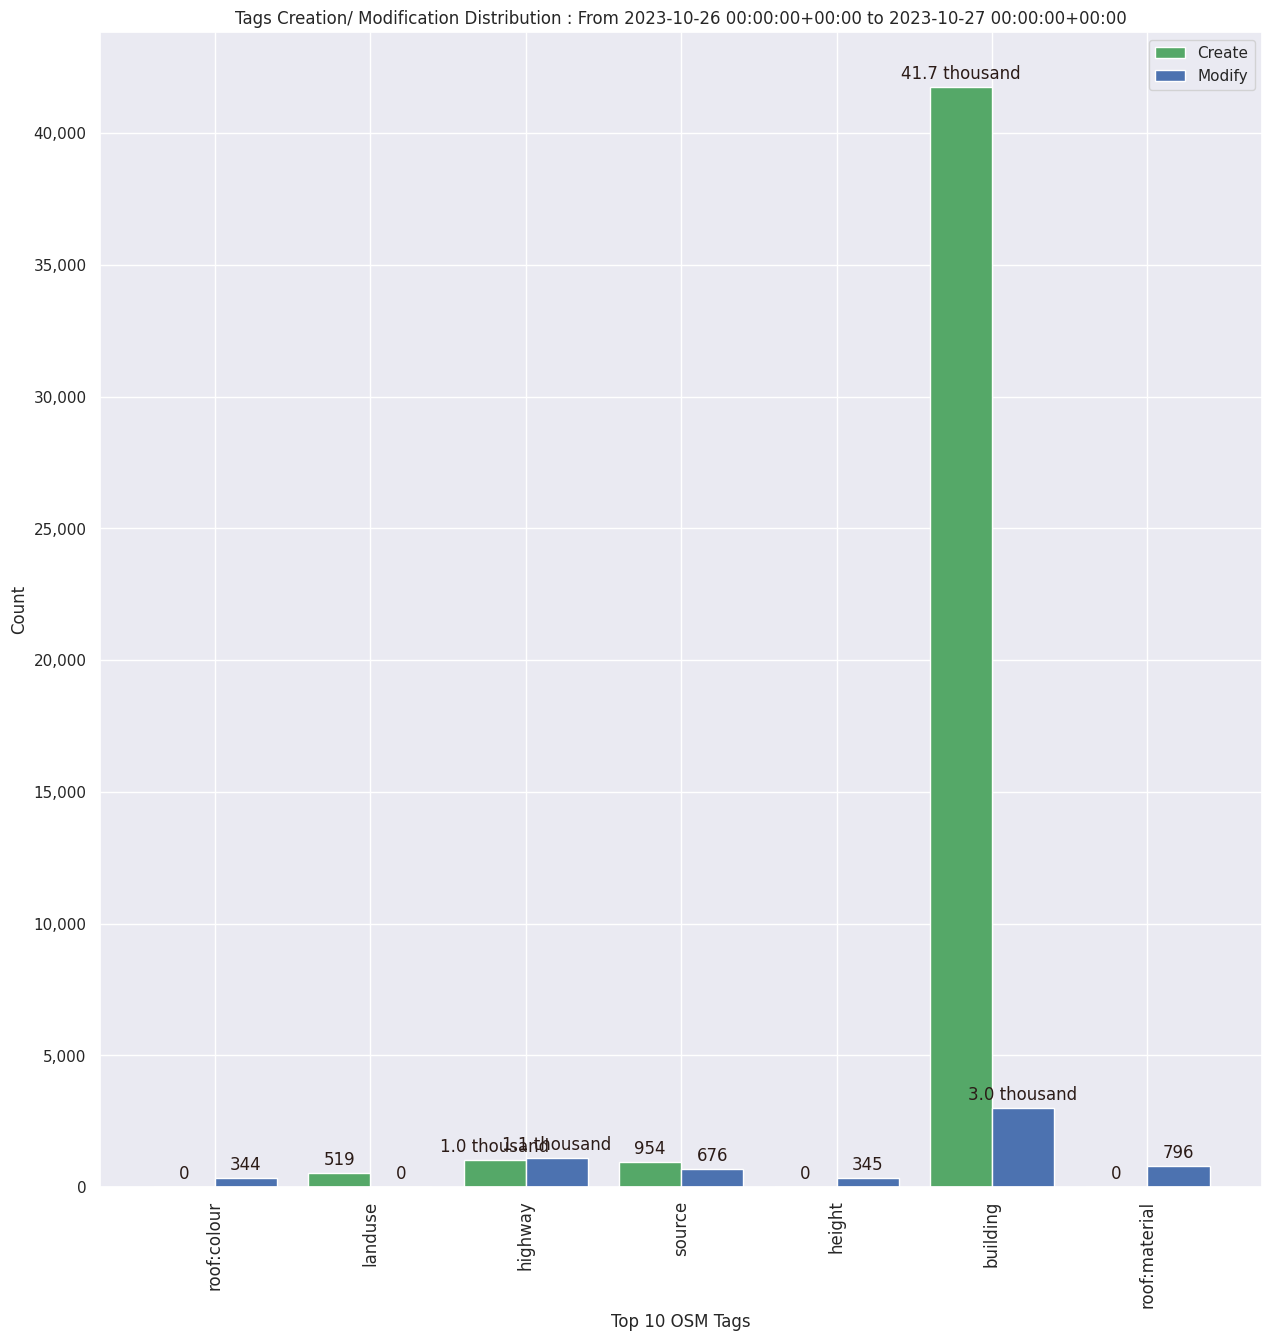 Tags Creation/ Modification Distribution : From 2023-10-26 00:00:00+00:00 to 2023-10-27 00:00:00+00:00
Create
Modify
Count
40,000
35,000
30,000
25,000
20,000
15,000
10,000
5,000
0
41.7 thousand
3.0 thousand
0
344
519
0
1.0 thousand
1.1 thousand
954
676
0
345
0
796
roof:colour
landuse
highway
source
height
building
roof:material
Top 10 OSM Tags